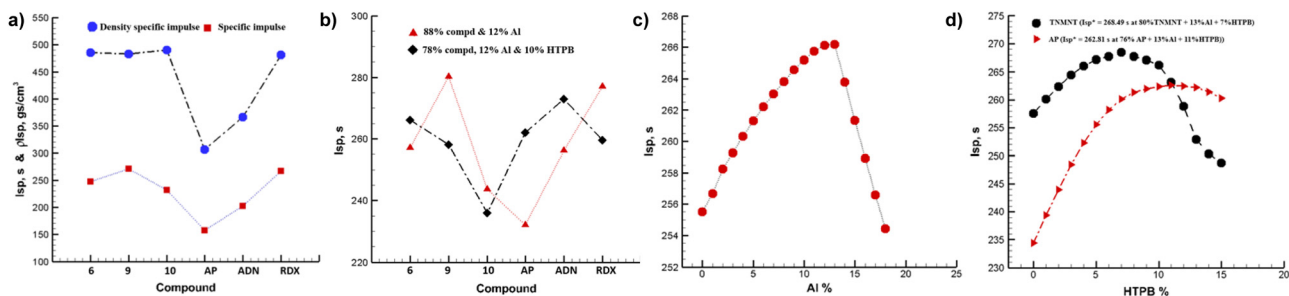 a)
Density specific impulse
Specific impulse
550
500
450
400
350
300
250
200
150
100
Isp, s & ρIsp, gs/cm³
6 9 10 AP ADN RDX
Compound
b)
88% compd & 12% Al
78% compd, 12% Al & 10% HTPB
280
260
240
220
Isp, s
6 9 10 AP ADN RDX
Compound
c)
268
266
264
262
260
258
256
254
252
Isp, s
0 5 10 15 20 25
Al %
d)
TNMNT (Isp* = 268.49 s at 80%TNMNT + 13%Al + 7%HTPB)
AP (Isp* = 262.81 s at 76% AP + 13%Al + 11%HTPB))
275
270
265
260
255
250
245
240
235
230
Isp, s
0 5 10 15 20
HTPB %